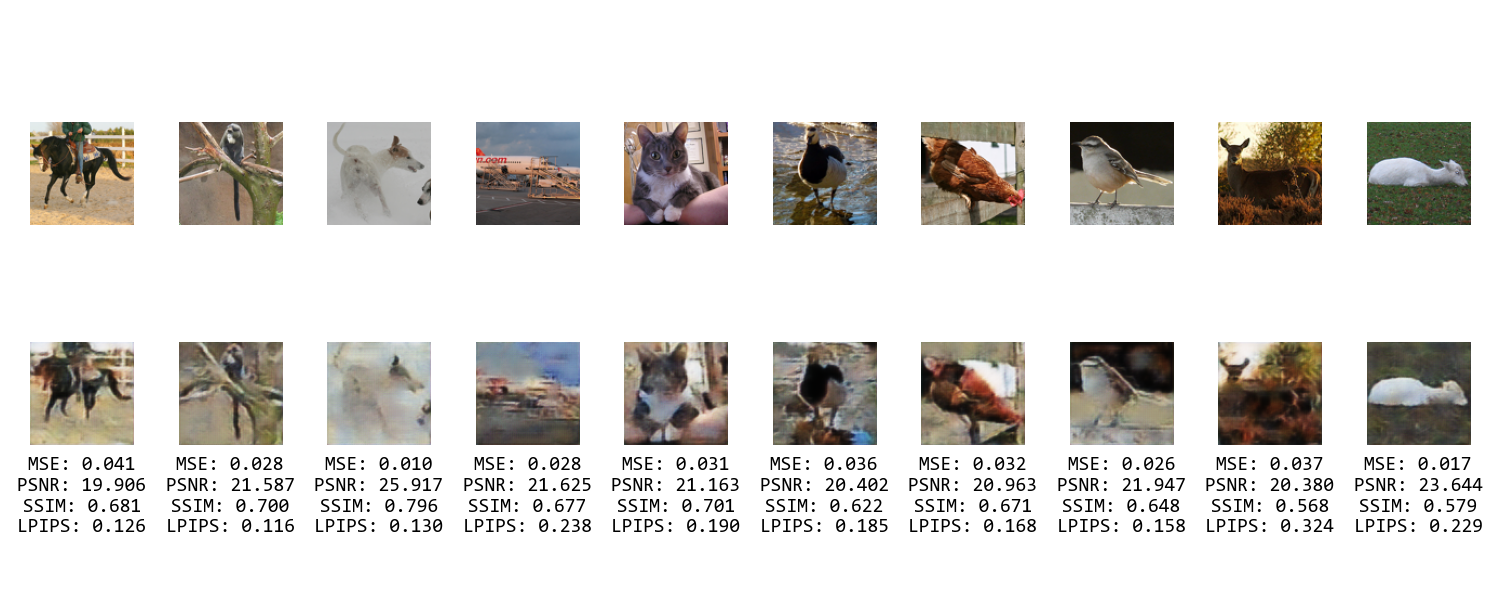 a.com
MSE: 0.041 MSE: 0.028 MSE: 0.010 MSE: 0.028 MSE: 0.031 MSE: 0.036 MSE: 0.032 MSE: 0.026 MSE: 0.037 MSE: 0.017
PSNR: 19.906 PSNR: 21.587 PSNR: 25.917 PSNR: 21.625 PSNR: 21.163 PSNR: 20.402 PSNR: 20.963 PSNR: 21.947 PSNR: 20.380 PSNR: 23.644
SSIM: 0.681 SSIM: 0.700 SSIM: 0.796 SSIM: 0.677 SSIM: 0.701 SSIM: 0.622 SSIM: 0.671 SSIM: 0.648 SSIM: 0.568 SSIM: 0.579
LPIPS: 0.126 LPIPS: 0.116 LPIPS: 0.130 LPIPS: 0.238 LPIPS: 0.190 LPIPS: 0.185 LPIPS: 0.168 LPIPS: 0.158 LPIPS: 0.324 LPIPS: 0.229